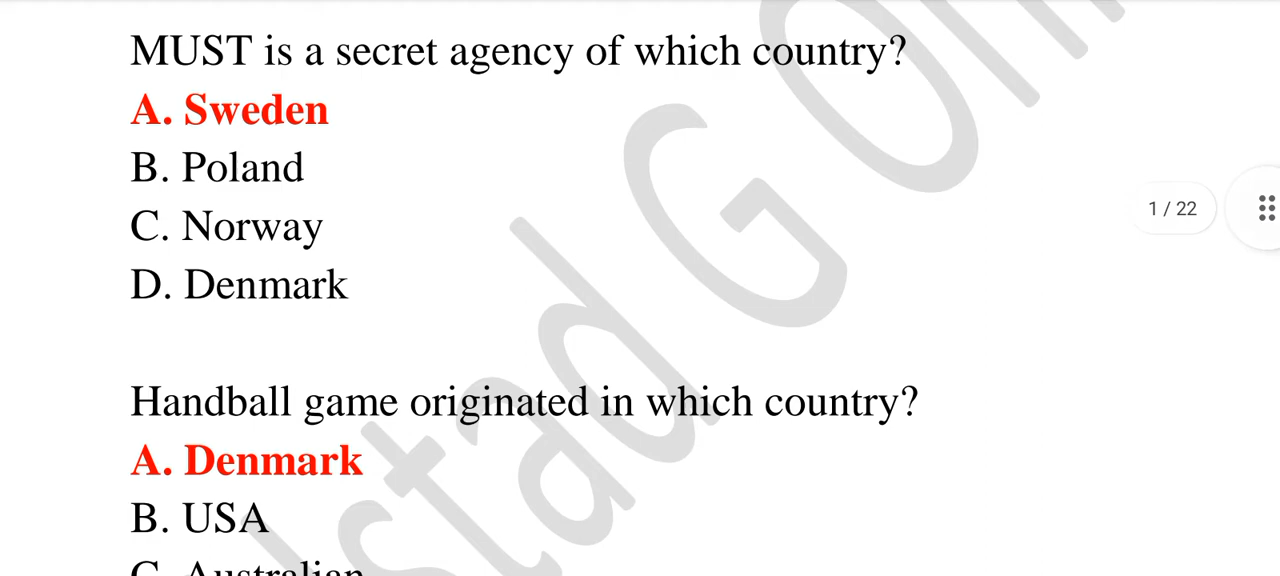 MUST is a secret agency of which country?
A. Sweden
B. Poland
C. Norway
D. Denmark
1 / 22
Handball game originated in which country?
A. Denmark
B. USA
C. Australian